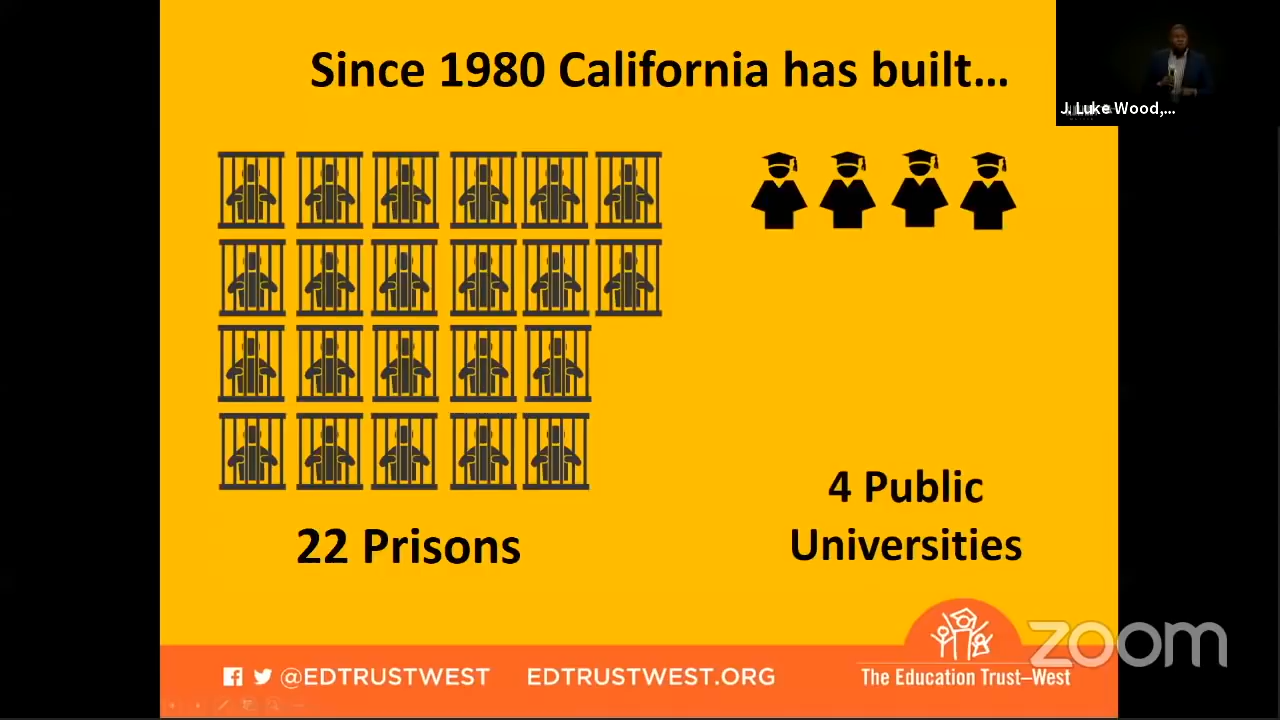 Since 1980 California has built...
J. Luke Wood,...
22 Prisons
4 Public
Universities
@EDTRUSTWEST EDTRUSTWEST.ORG
The Education Trust–West
zoom